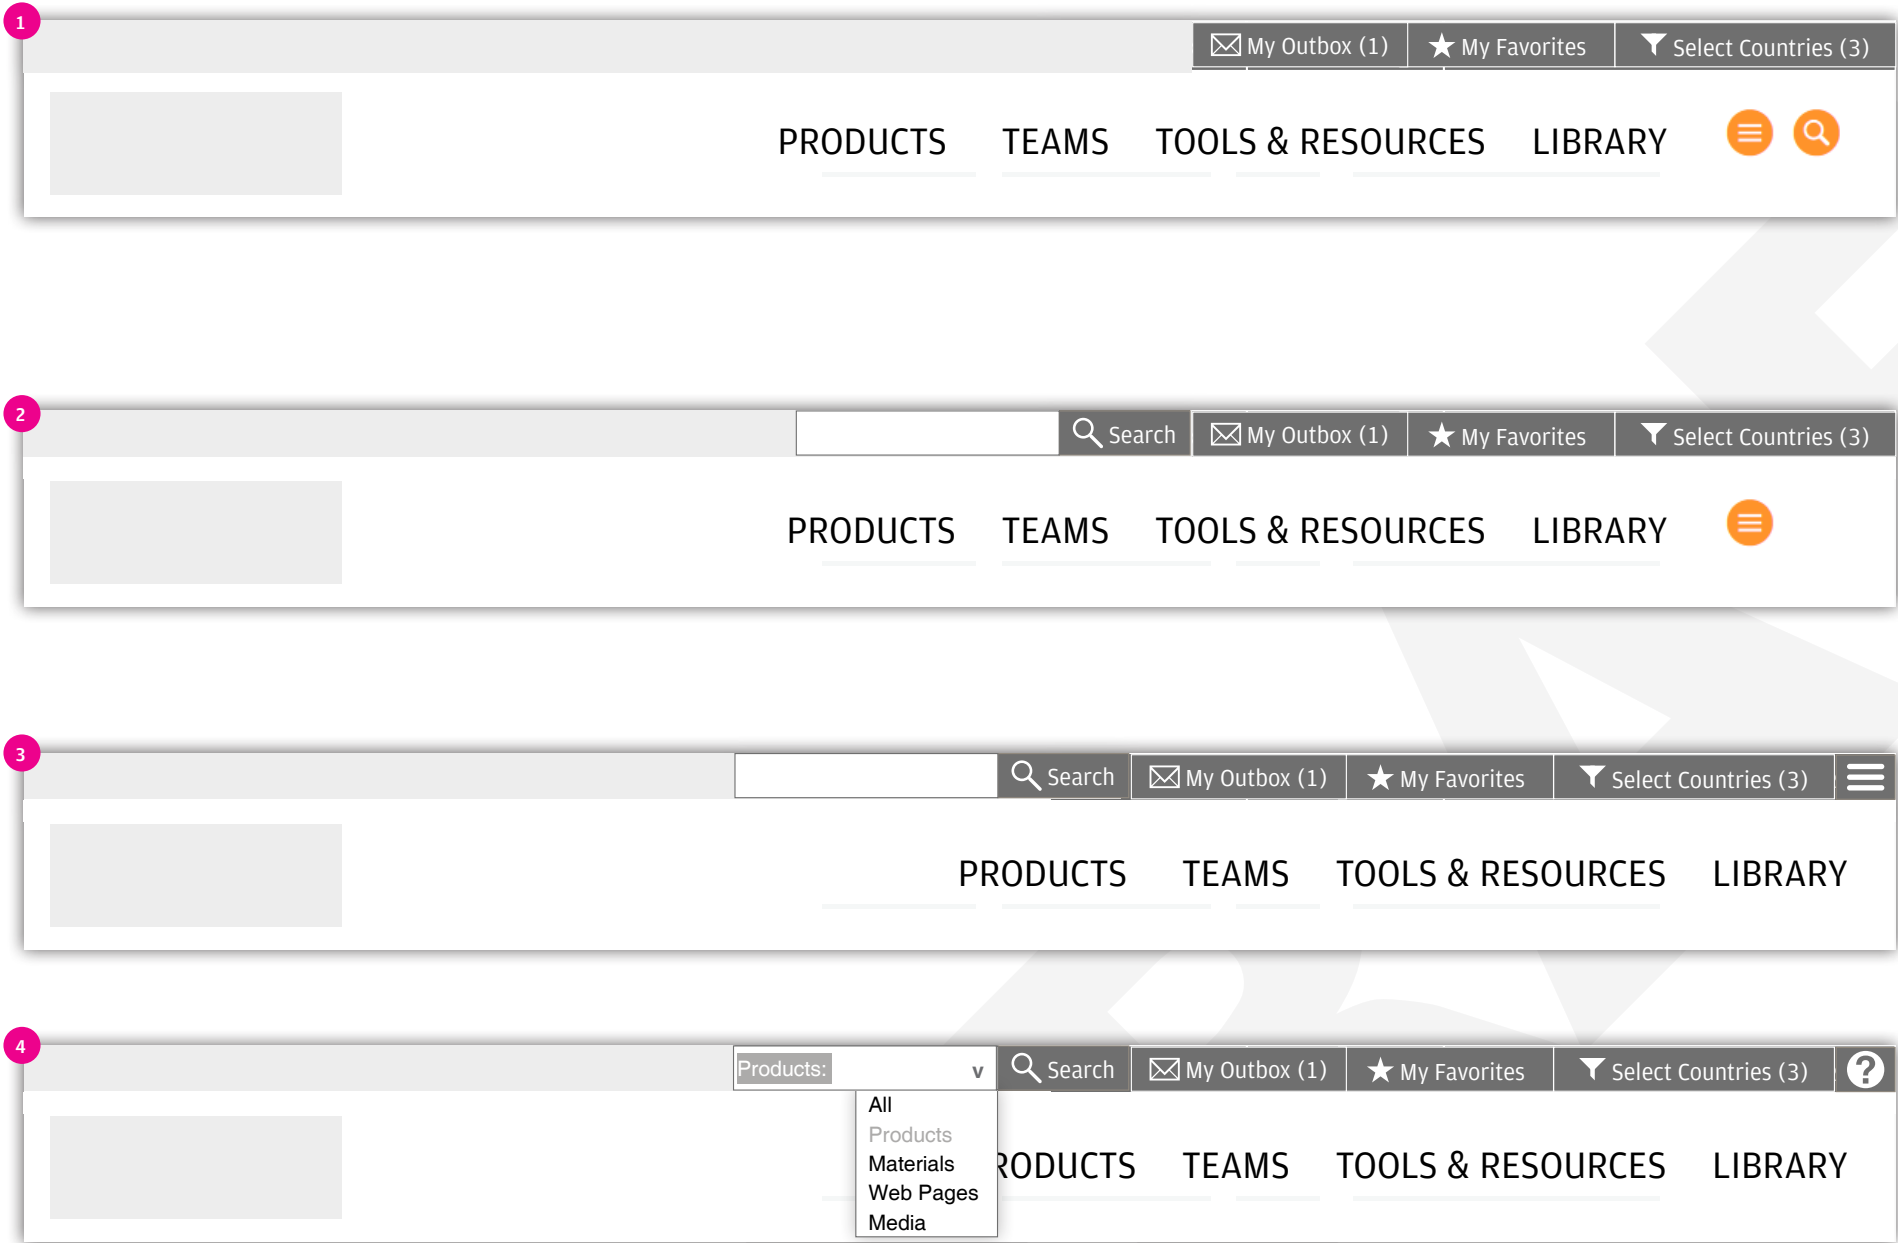 1
My Outbox (1) My Favorites Select Countries (3)
PRODUCTS TEAMS TOOLS & RESOURCES LIBRARY
2
Search My Outbox (1) My Favorites Select Countries (3)
PRODUCTS TEAMS TOOLS & RESOURCES LIBRARY
3
Search My Outbox (1) My Favorites Select Countries (3)
PRODUCTS TEAMS TOOLS & RESOURCES LIBRARY
4
Products: v Search My Outbox (1) My Favorites Select Countries (3) ?
All
Products
Materials
Web Pages
Media
RODUCTS TEAMS TOOLS & RESOURCES LIBRARY